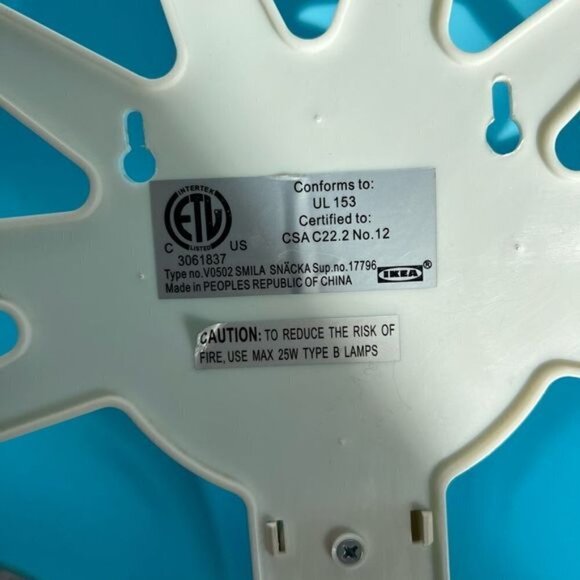 INTERTEK
ETL
LISTED
C US
3061837
Conforms to:
UL 153
Certified to:
CSA C22.2 No.12
Type no.V0502 SMILA SNÄCKA Sup.no.17796
IKEA®
Made in PEOPLES REPUBLIC OF CHINA
CAUTION: TO REDUCE THE RISK OF
FIRE, USE MAX 25W TYPE B LAMPS